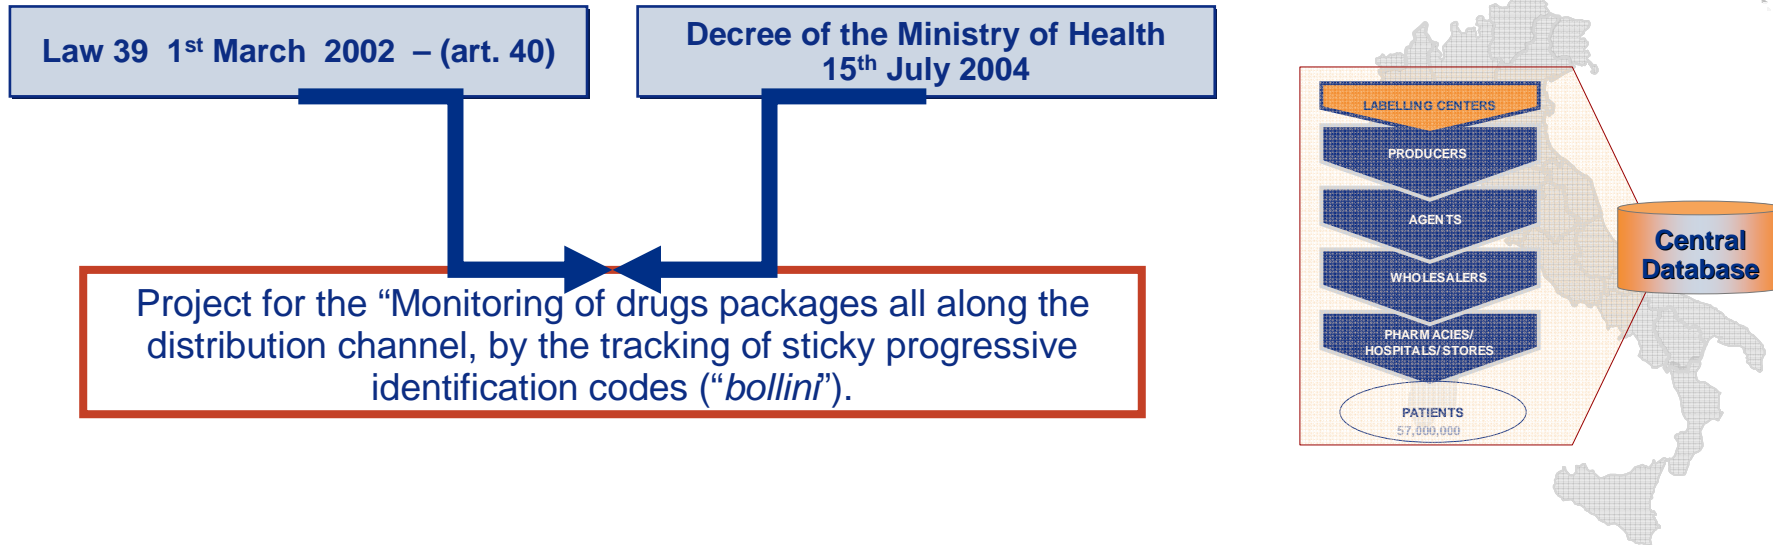 Law 39 1st March 2002 – (art. 40)
Decree of the Ministry of Health
15th July 2004
Project for the “Monitoring of drugs packages all along the
distribution channel, by the tracking of sticky progressive
identification codes (“bollini”).
LABELLING CENTERS
PRODUCERS
AGENTS
WHOLESALERS
PHARMACIES/
HOSPITALS/STORES
PATIENTS
57,000,000
Central
Database